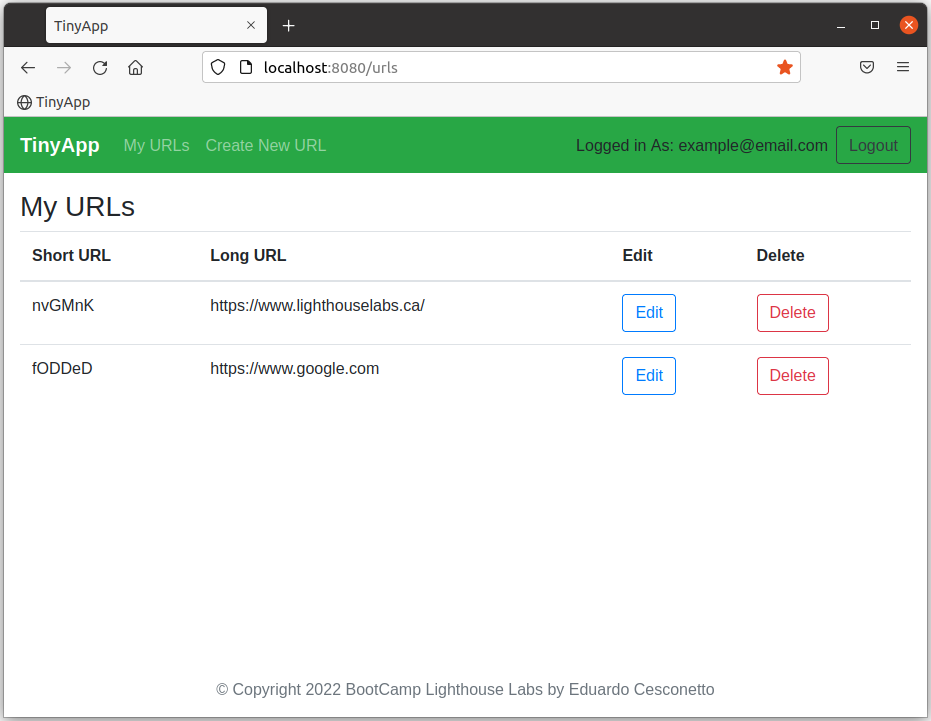 TinyApp
localhost:8080/urls
TinyApp
TinyApp My URLs Create New URL Logged in As: example@email.com Logout
My URLs
Short URL Long URL Edit Delete
nvGMnK https://www.lighthouselabs.ca/ Edit Delete
fODDeD https://www.google.com Edit Delete
© Copyright 2022 BootCamp Lighthouse Labs by Eduardo Cesconetto